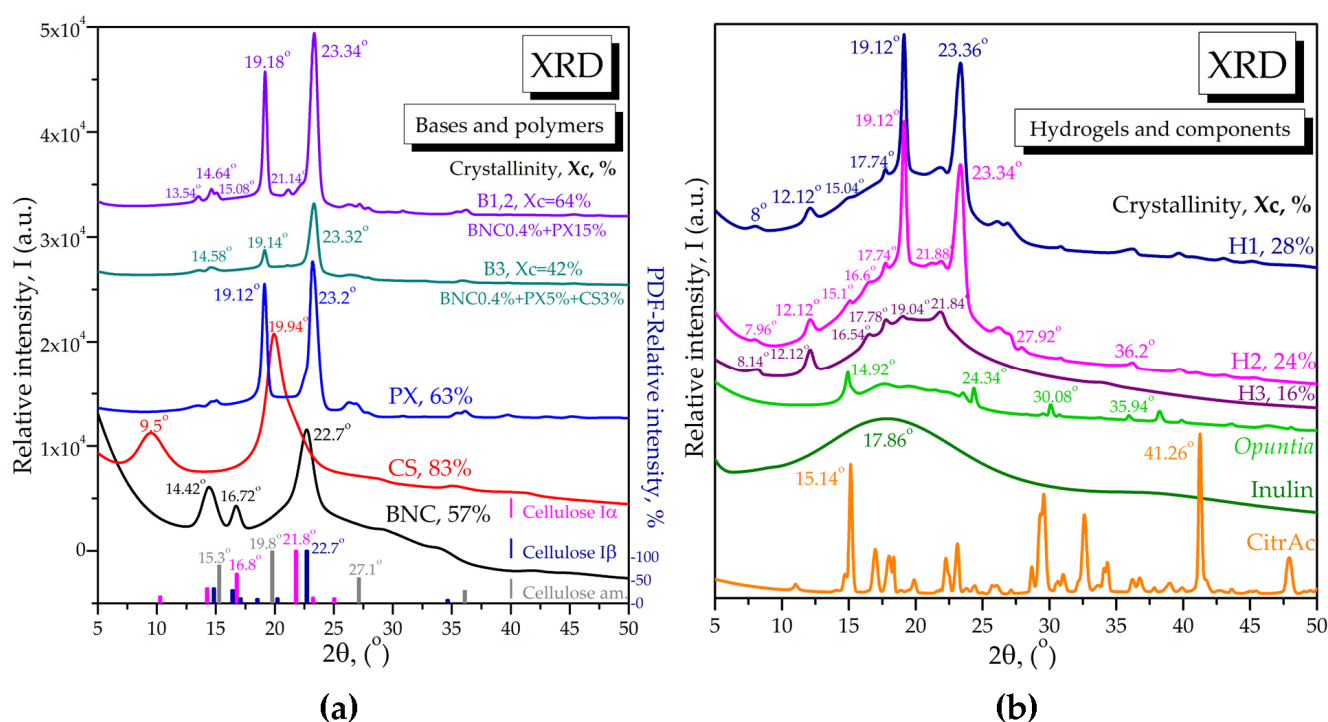 5x10⁴
4x10⁴
3x10⁴
2x10⁴
1x10⁴
0
Relative intensity, I (a.u.)
XRD
Bases and polymers
Crystallinity, Xc, %
19.18°
23.34°
13.54°
14.64°
15.08°
21.14°
B1,2, Xc=64%
BNC0.4%+PX15%
14.58°
19.14°
23.32°
B3, Xc=42%
BNC0.4%+PX5%+CS3%
19.12°
23.2°
19.94°
PX, 63%
9.5°
22.7°
CS, 83%
14.42°
16.72°
BNC, 57%
Cellulose Iα
Cellulose Iβ
Cellulose am.
15.3°
16.8°
19.8°
21.8°
22.7°
27.1°
-100
-50
-0
PDF-Relative intensity, %
5 10 15 20 25 30 35 40 45 50
2θ, (°)
(a)
Relative intensity, I (a.u.)
XRD
Hydrogels and components
Crystallinity, Xc, %
19.12°
23.36°
8°
12.12°
15.04°
17.74°
H1, 28%
19.12°
23.34°
7.96°
12.12°
15.1°
16.6°
17.74°
21.88°
27.92°
36.2°
H2, 24%
8.14°
12.12°
16.54°
17.78°
19.04°
21.84°
H3, 16%
14.92°
24.34°
30.08°
35.94°
Opuntia
17.86°
Inulin
15.14°
41.26°
CitrAc
5 10 15 20 25 30 35 40 45 50
2θ, (°)
(b)